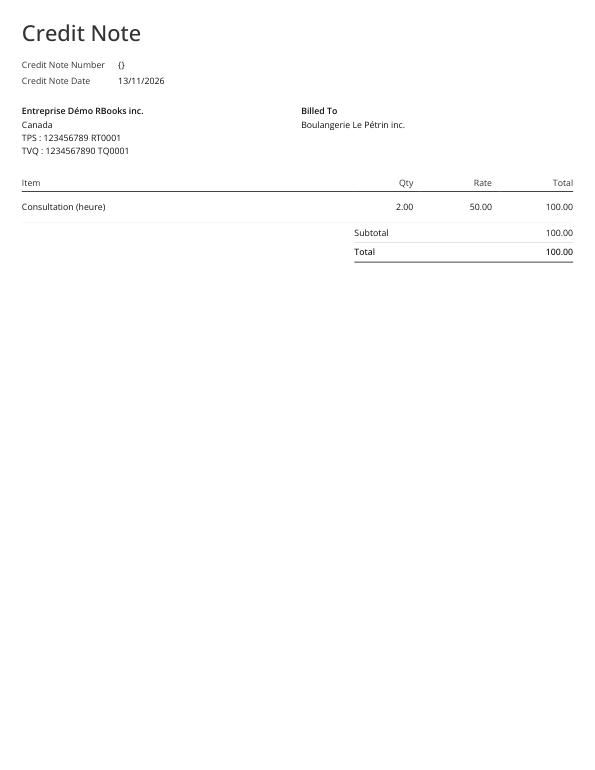 Credit Note
Credit Note Number {}
Credit Note Date 13/11/2026
Entreprise Démo RBooks inc.
Canada
TPS : 123456789 RT0001
TVQ : 1234567890 TQ0001
Billed To
Boulangerie Le Pétrin inc.
Item Qty Rate Total
Consultation (heure) 2.00 50.00 100.00
Subtotal 100.00
Total 100.00